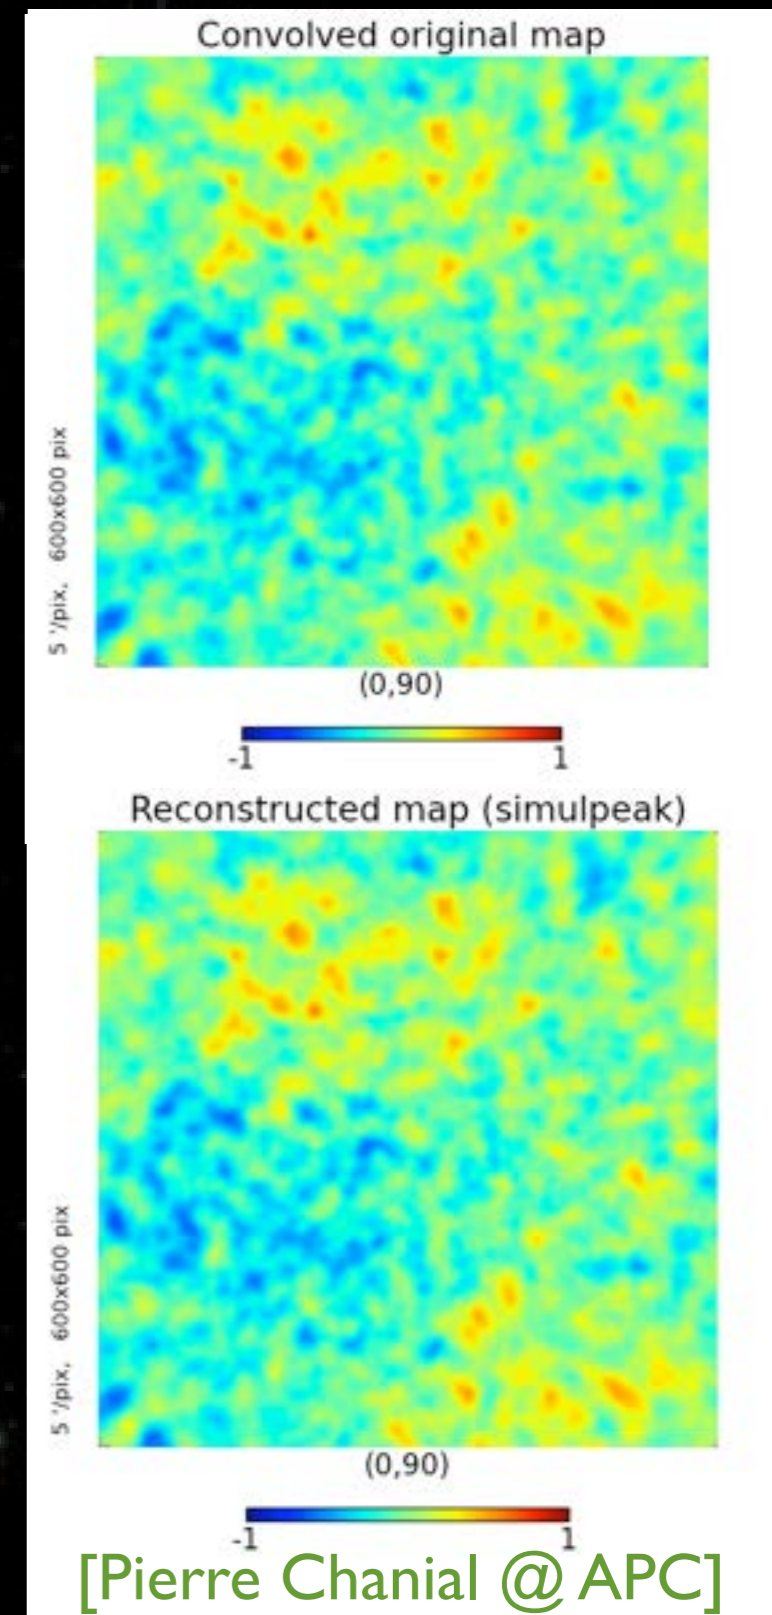 Convolved original map
5 '/pix,   600x600 pix
(0,90)
-1 1
Reconstructed map (simulpeak)
5 '/pix,   600x600 pix
(0,90)
-1 1
[Pierre Chanial @ APC]